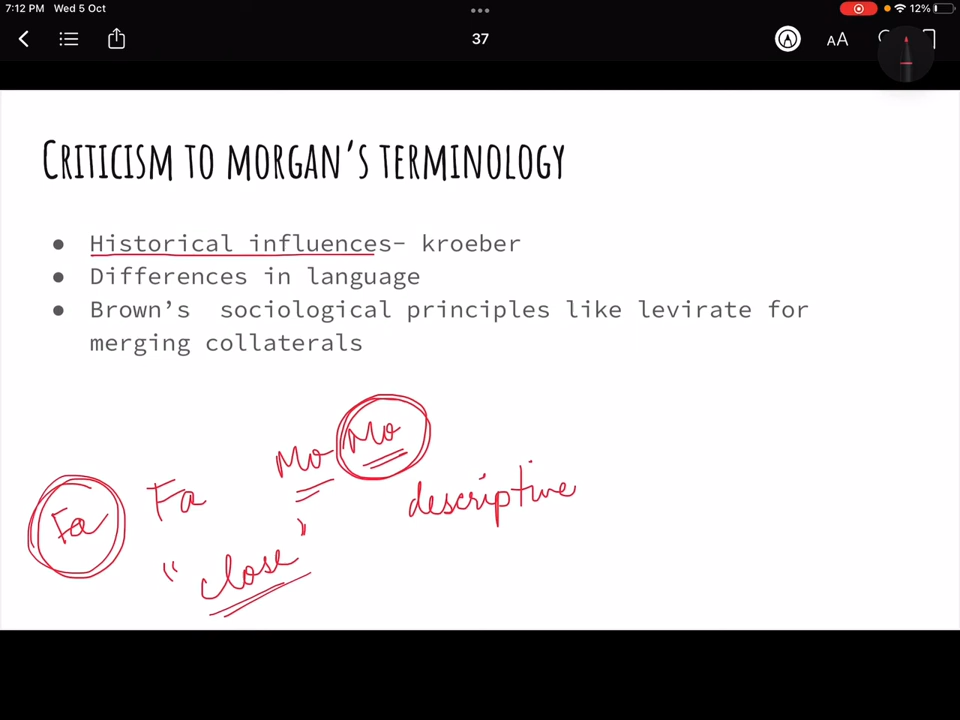 7:12 PM Wed 5 Oct
12%
37
AA
CRITICISM TO MORGAN'S TERMINOLOGY
● Historical influences- kroeber
● Differences in language
● Brown's sociological principles like levirate for
merging collaterals
Mo Mo
Fa Fa
descriptive
"close"